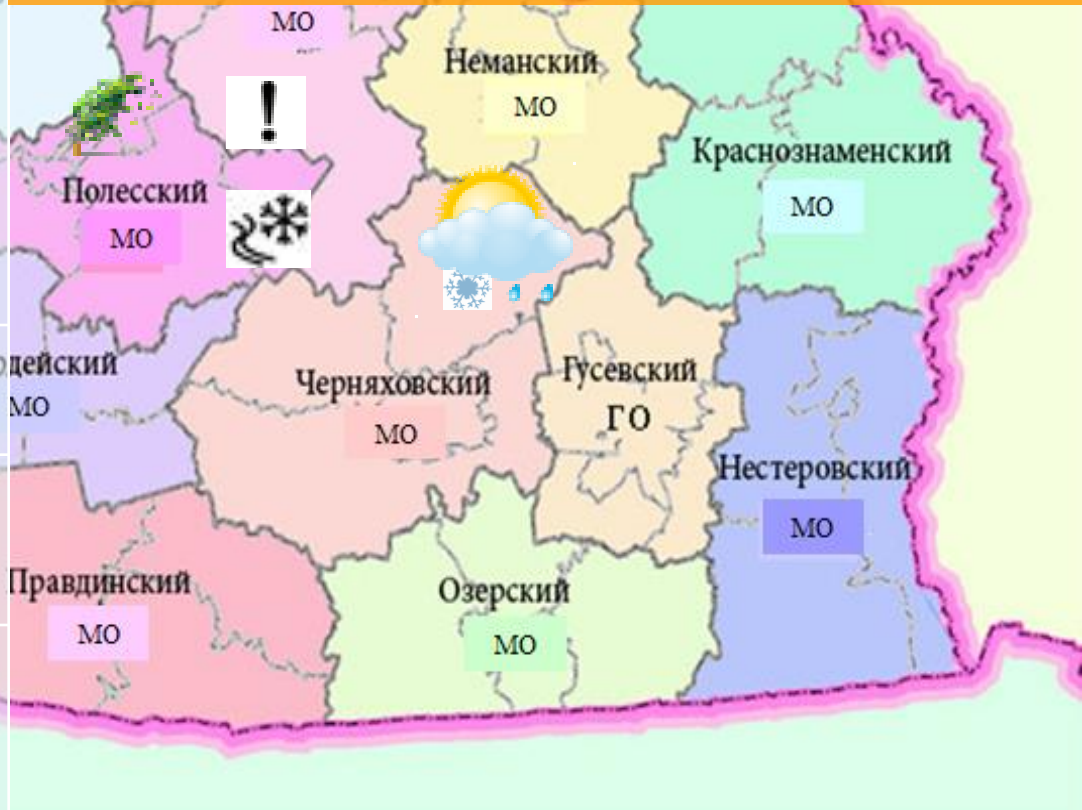 МО
Неманский
МО
Краснознаменский
МО
!
Полесский
МО
дейский
МО
Черняховский
МО
Гусевский
ГО
Нестеровский
МО
Правдинский
МО
Озерский
МО